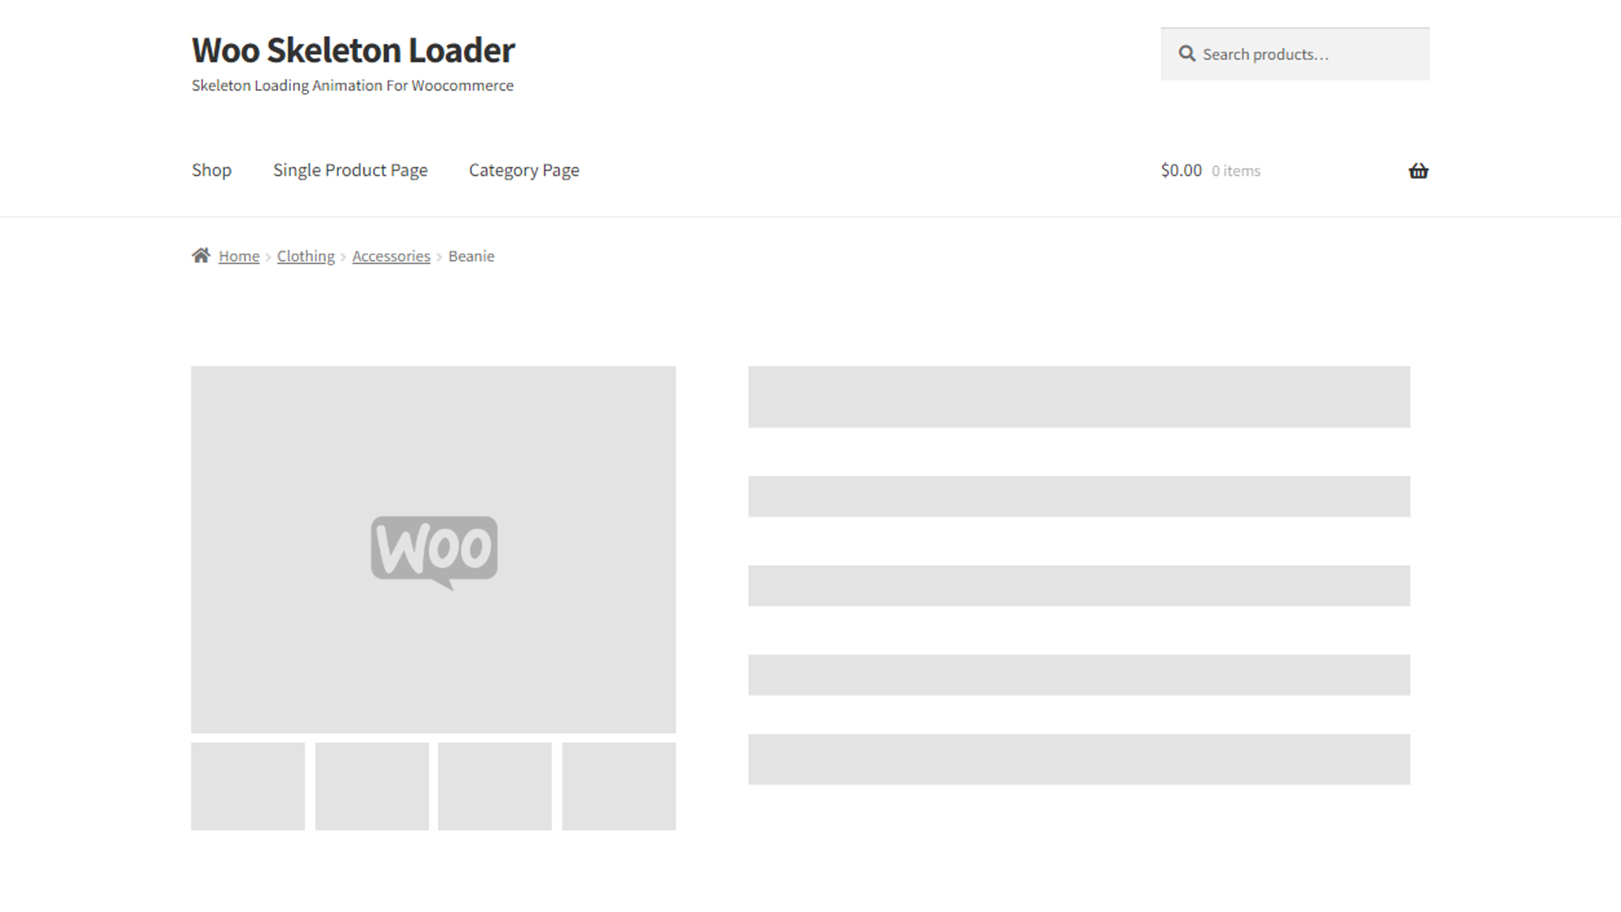 Woo Skeleton Loader
Skeleton Loading Animation For Woocommerce
Search products…
Shop
Single Product Page
Category Page
$0.00 0 items
Home
Clothing
Accessories
Beanie
Woo